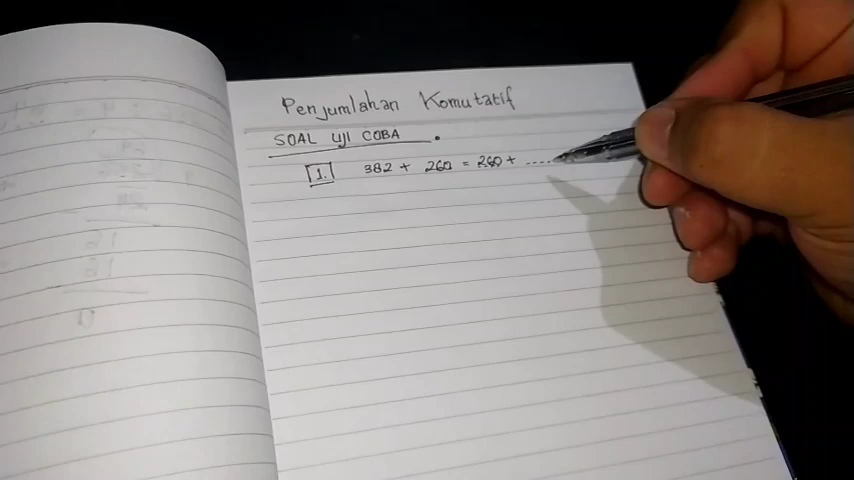 Penjumlahan Komutatif
SOAL UJI COBA.
1. 382 + 260 = 260 + .....